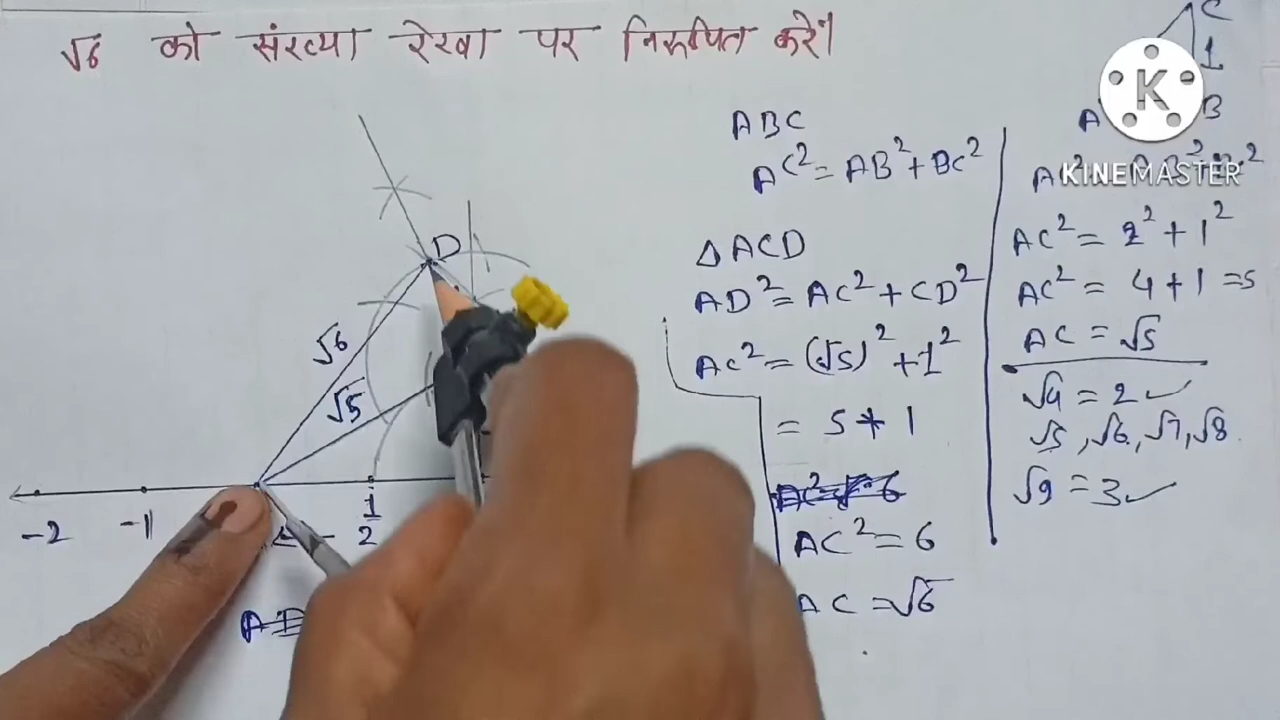 √6 को संख्या रेखा पर निरूपित करें।
C
1
A B
KINEMASTER
ABC
AC² = AB² + BC²
△ACD
AD² = AC² + CD²
AC² = (√5)² + 1²
= 5 + 1
AC² = 6
AC = √6
AC² = 2² + 1²
AC² = 4 + 1 = 5
AC = √5
√4 = 2 ✓
√5, √6, √7, √8
√9 = 3 ✓
D
√6
√5
-2 -1 1/2